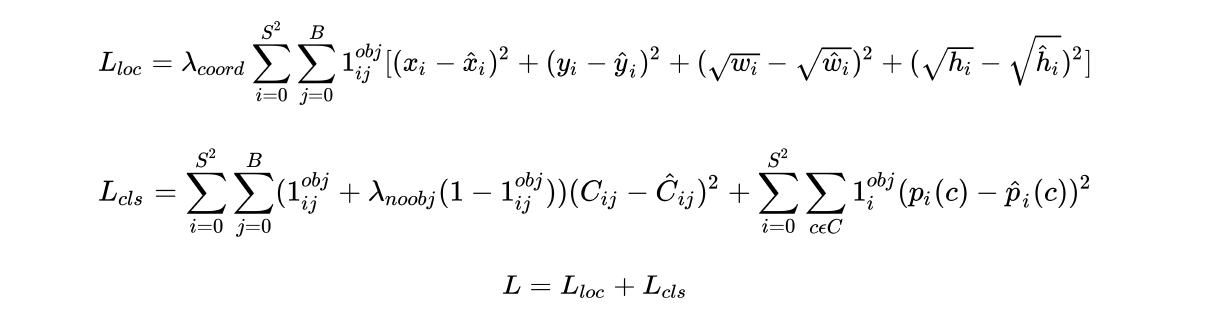 $L_{loc} = \lambda_{coord} \sum_{i=0}^{S^2} \sum_{j=0}^{B} 1_{ij}^{obj} [(x_i - \hat{x}_i)^2 + (y_i - \hat{y}_i)^2 + (\sqrt{w_i} - \sqrt{\hat{w}_i})^2 + (\sqrt{h_i} - \sqrt{\hat{h}_i})^2]$
$L_{cls} = \sum_{i=0}^{S^2} \sum_{j=0}^{B} (1_{ij}^{obj} + \lambda_{noobj}(1 - 1_{ij}^{obj}))(C_{ij} - \hat{C}_{ij})^2 + \sum_{i=0}^{S^2} \sum_{c \epsilon C} 1_i^{obj} (p_i(c) - \hat{p}_i(c))^2$
$L = L_{loc} + L_{cls}$